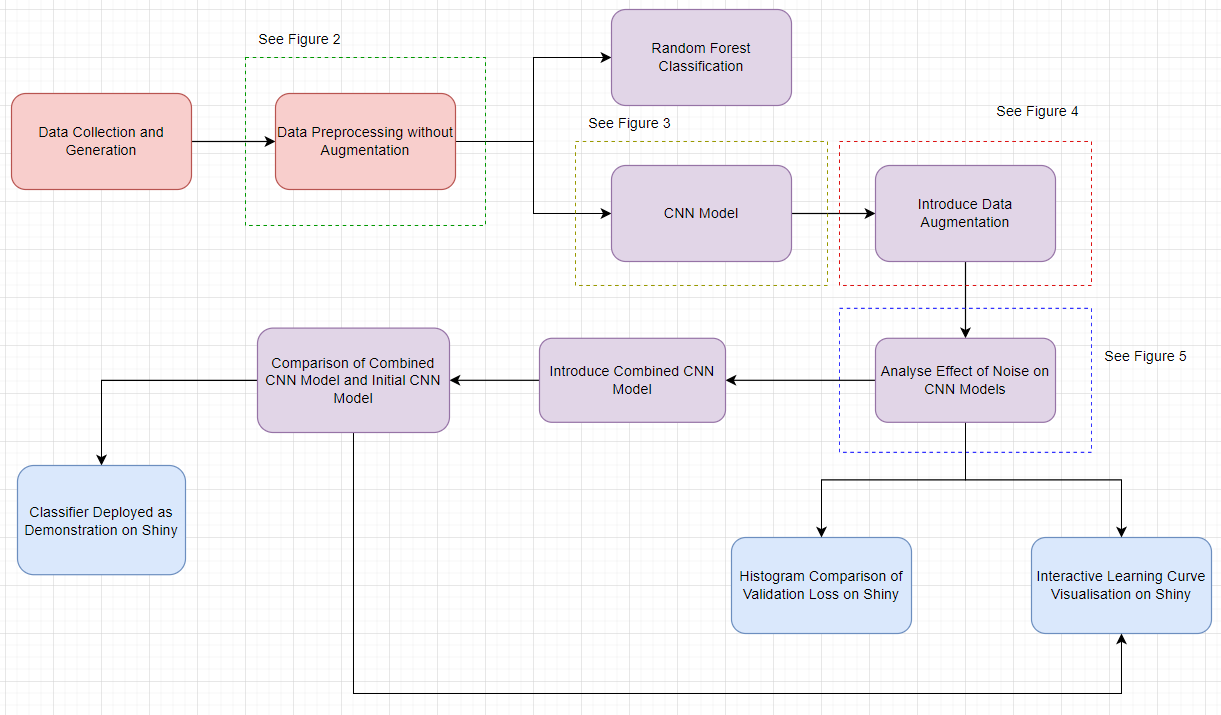 See Figure 2
Random Forest
Classification
Data Collection and
Generation
Data Preprocessing without
Augmentation
See Figure 3
See Figure 4
CNN Model
Introduce Data
Augmentation
Comparison of Combined
CNN Model and Initial CNN
Model
Introduce Combined CNN
Model
Analyse Effect of Noise on
CNN Models
See Figure 5
Classifier Deployed as
Demonstration on Shiny
Histogram Comparison of
Validation Loss on Shiny
Interactive Learning Curve
Visualisation on Shiny